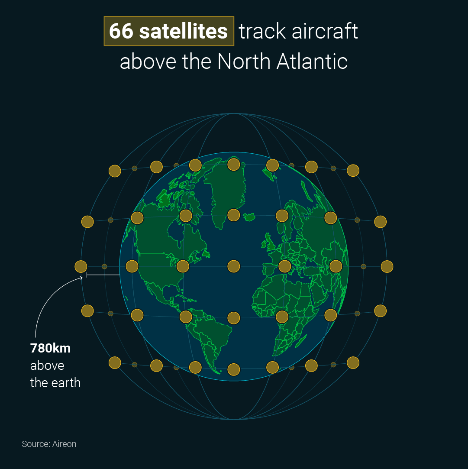 66 satellites track aircraft
above the North Atlantic
780km
above
the earth
Source: Aireon